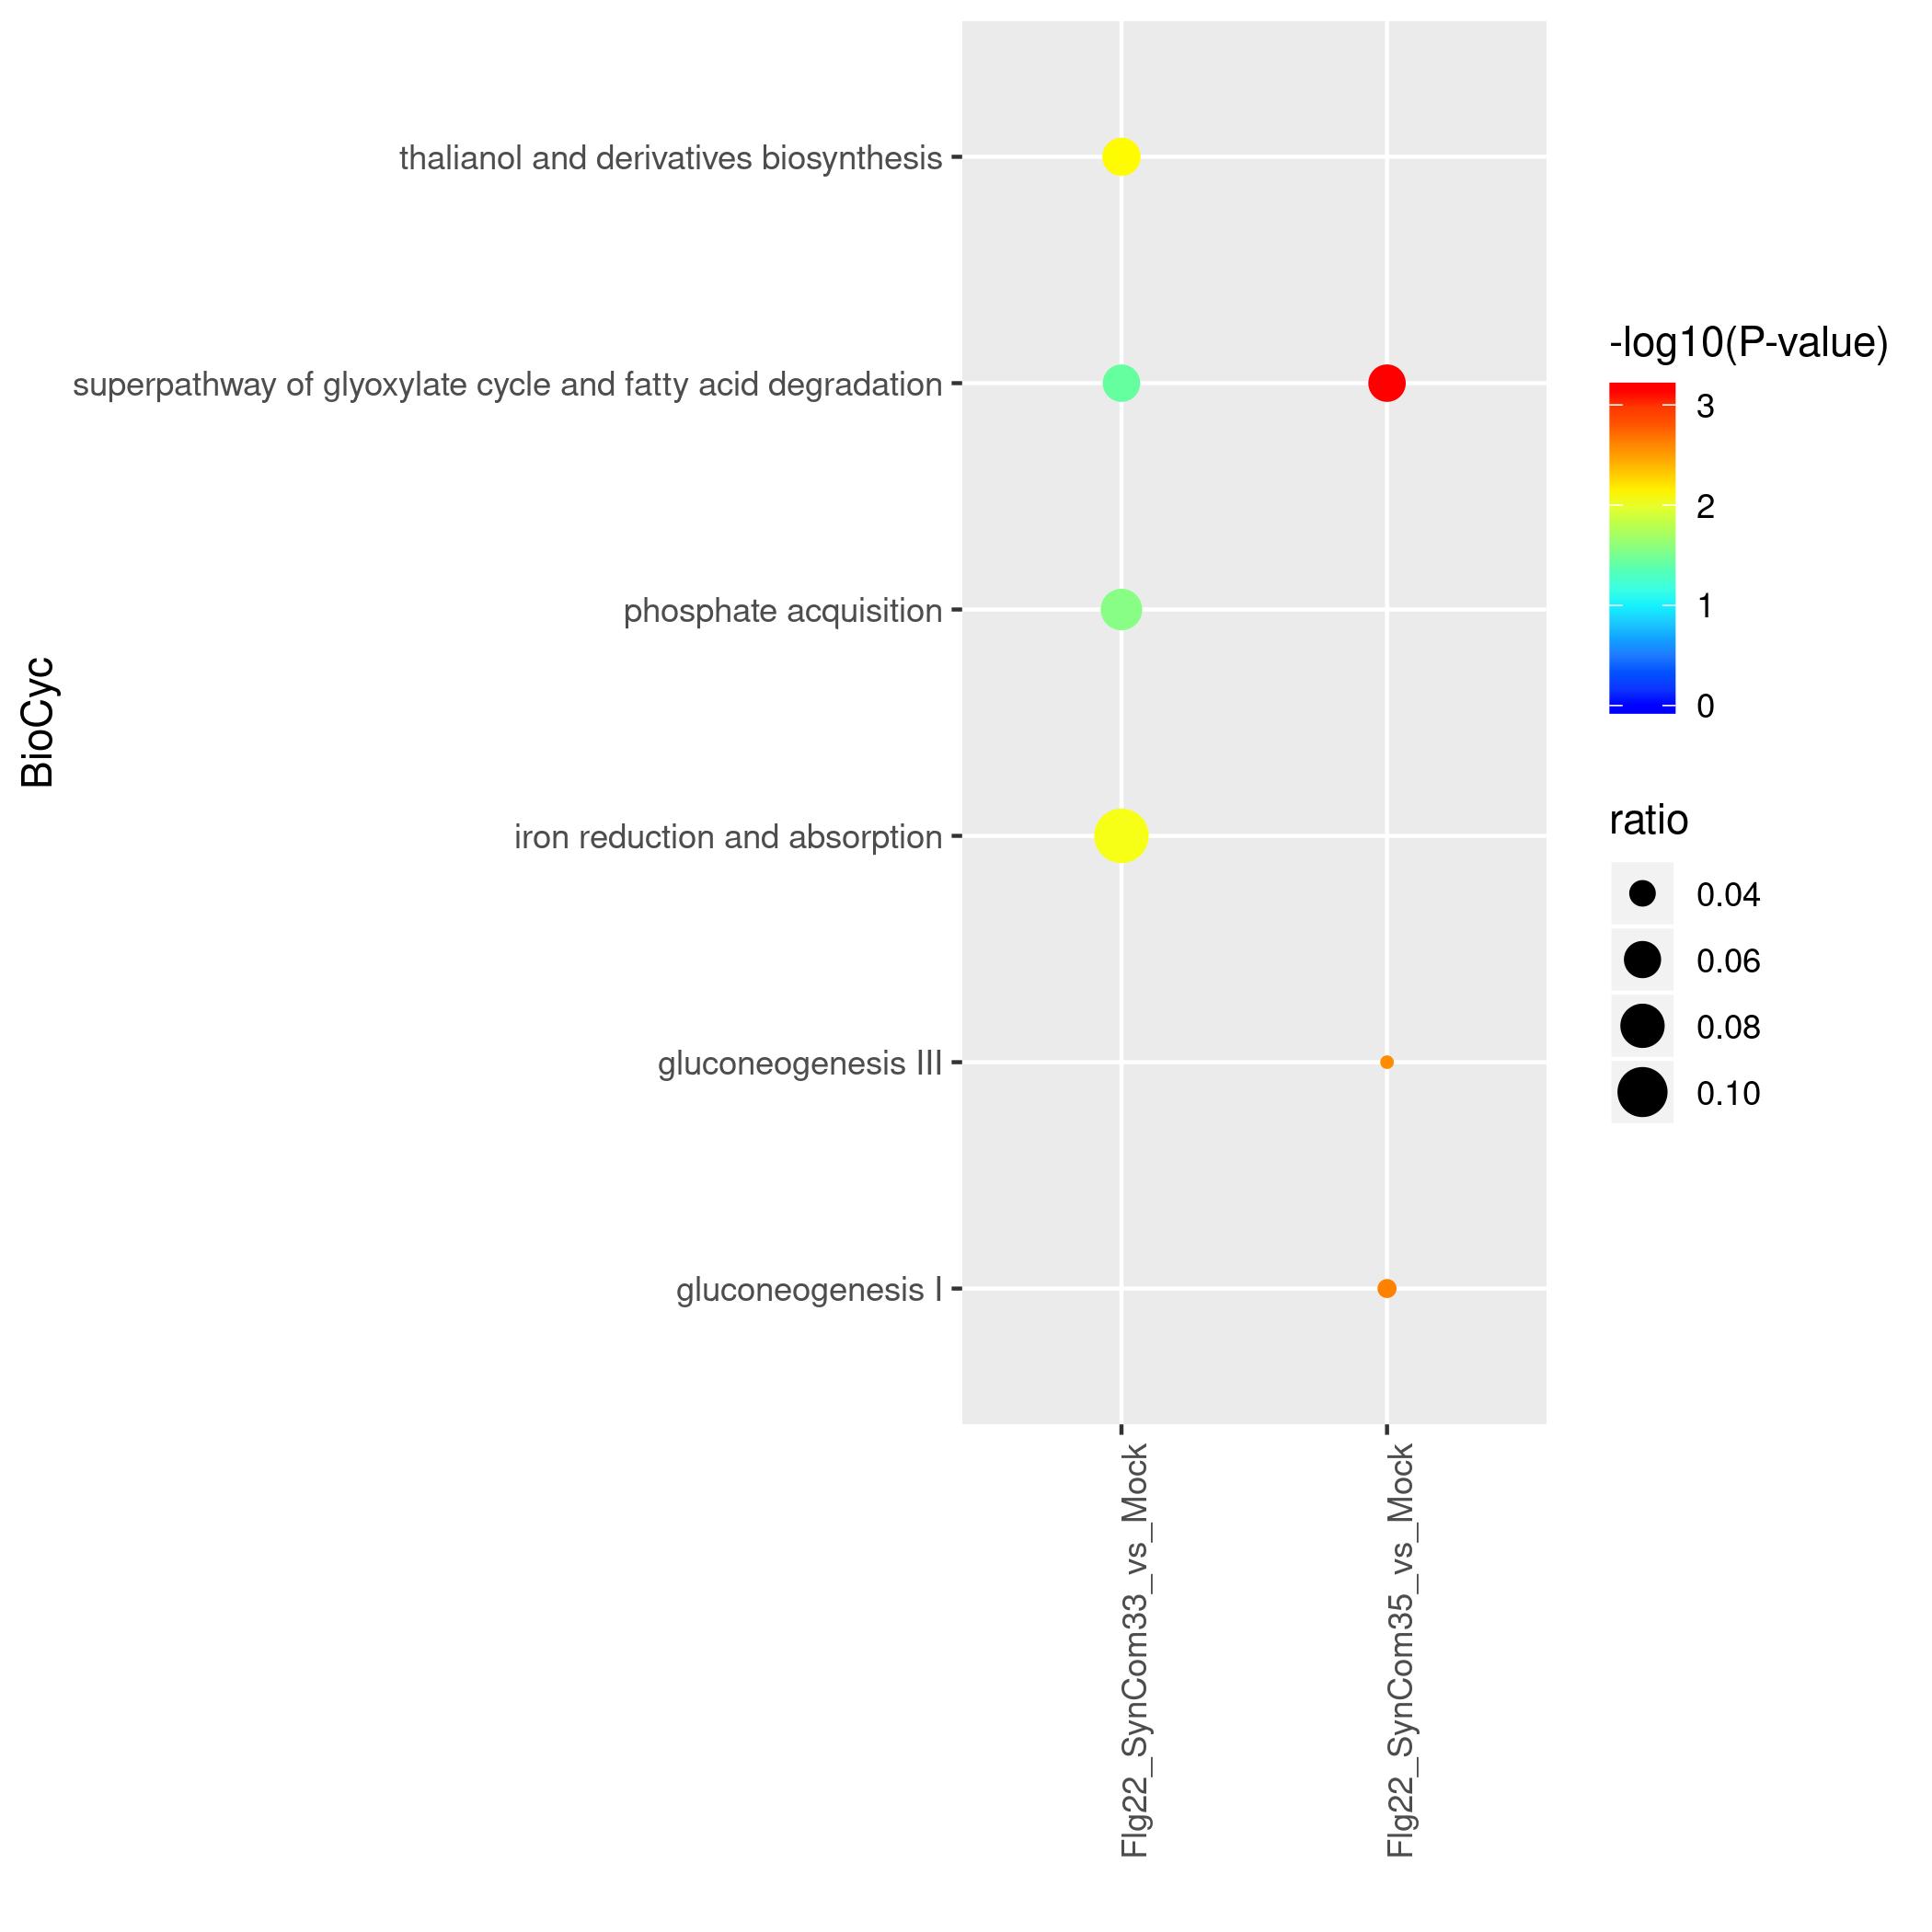 BioCyc
thalianol and derivatives biosynthesis
superpathway of glyoxylate cycle and fatty acid degradation
phosphate acquisition
iron reduction and absorption
gluconeogenesis III
gluconeogenesis I
Flg22_SynCom33_vs_Mock
Flg22_SynCom35_vs_Mock
-log10(P-value)
3
2
1
0
ratio
0.04
0.06
0.08
0.10